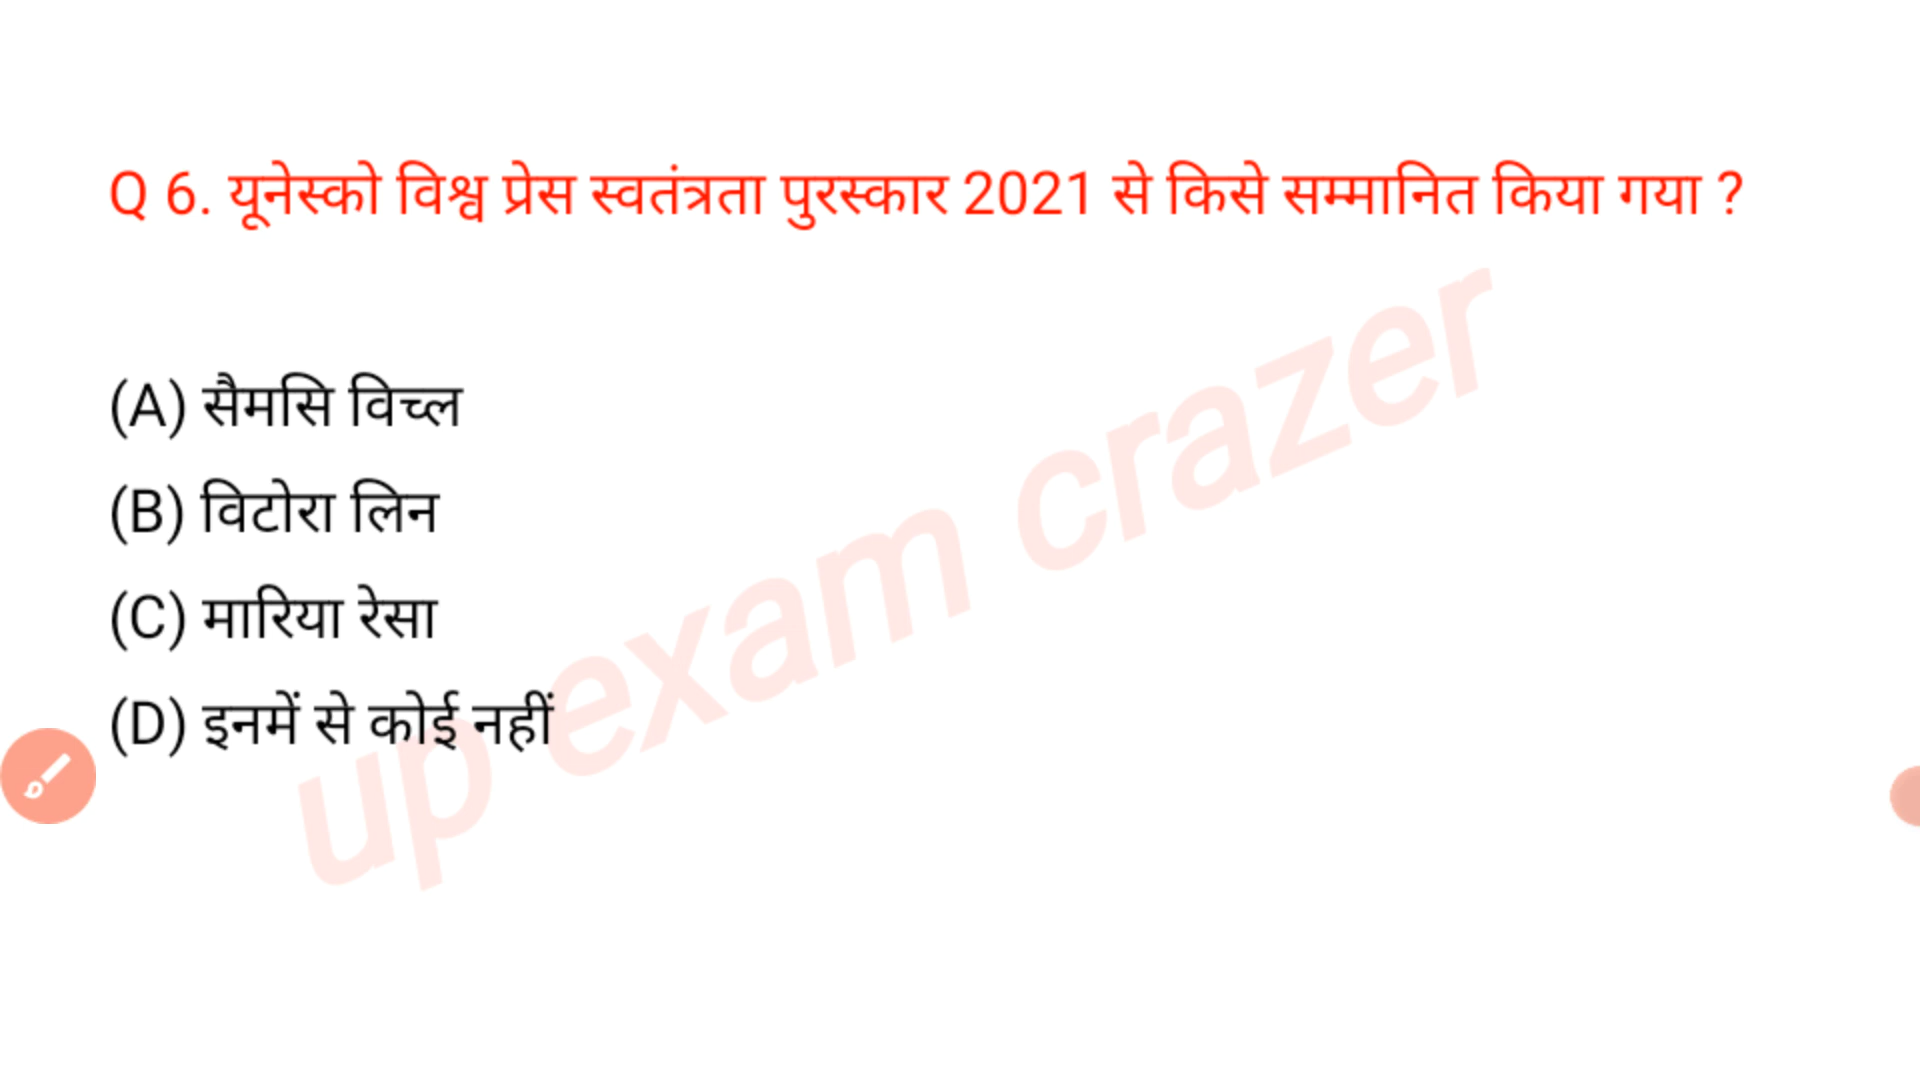 Q 6. यूनेस्को विश्व प्रेस स्वतंत्रता पुरस्कार 2021 से किसे सम्मानित किया गया ?
(A) सैमसि विच्ल
(B) विटोरा लिन
(C) मारिया रेसा
(D) इनमें से कोई नहीं
up exam crazer